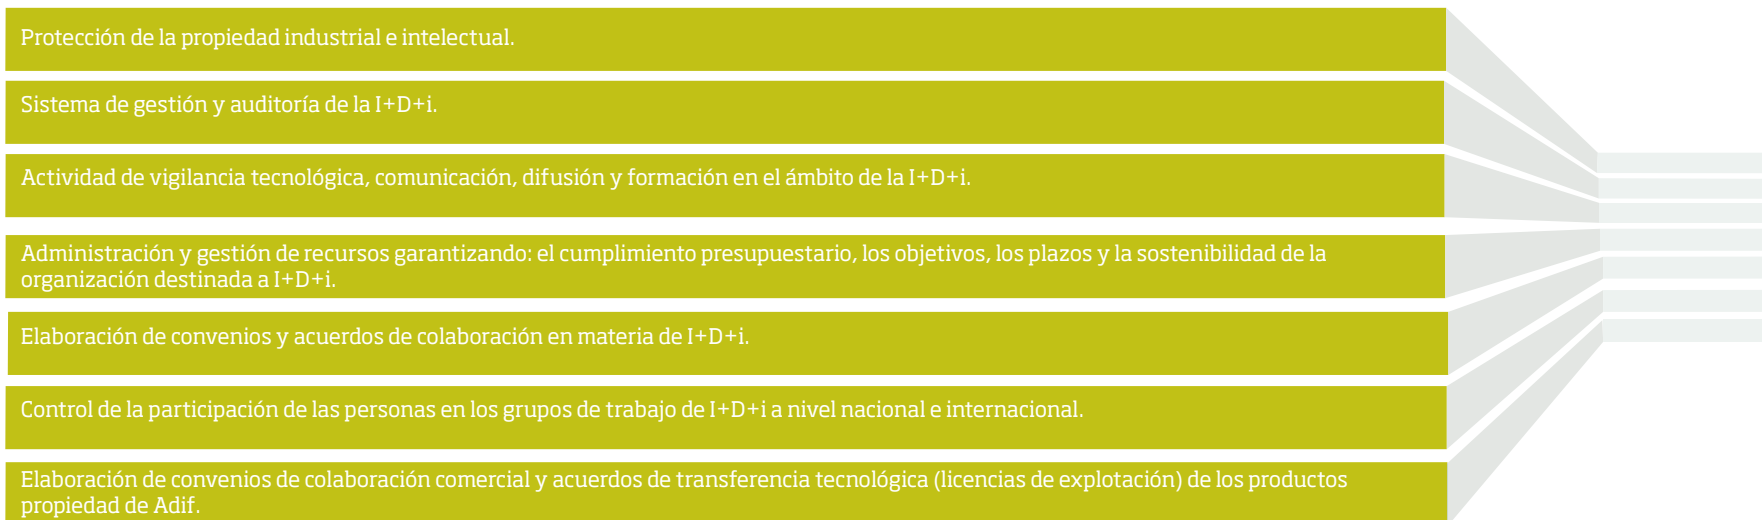 Protección de la propiedad industrial e intelectual.
Sistema de gestión y auditoría de la I+D+i.
Actividad de vigilancia tecnológica, comunicación, difusión y formación en el ámbito de la I+D+i.
Administración y gestión de recursos garantizando: el cumplimiento presupuestario, los objetivos, los plazos y la sostenibilidad de la
organización destinada a I+D+i.
Elaboración de convenios y acuerdos de colaboración en materia de I+D+i.
Control de la participación de las personas en los grupos de trabajo de I+D+i a nivel nacional e internacional.
Elaboración de convenios de colaboración comercial y acuerdos de transferencia tecnológica (licencias de explotación) de los productos
propiedad de Adif.